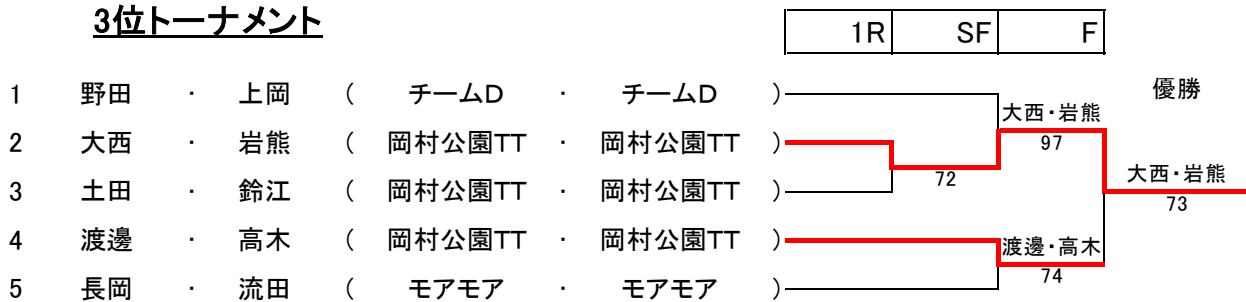 3位トーナメント
1R SF F
優勝
1 野田 ・ 上岡 ( チームD ・ チームD )
大西・岩熊
2 大西 ・ 岩熊 ( 岡村公園TT ・ 岡村公園TT )
97
72
大西・岩熊
3 土田 ・ 鈴江 ( 岡村公園TT ・ 岡村公園TT )
73
4 渡邊 ・ 高木 ( 岡村公園TT ・ 岡村公園TT )
渡邊・高木
74
5 長岡 ・ 流田 ( モアモア ・ モアモア )